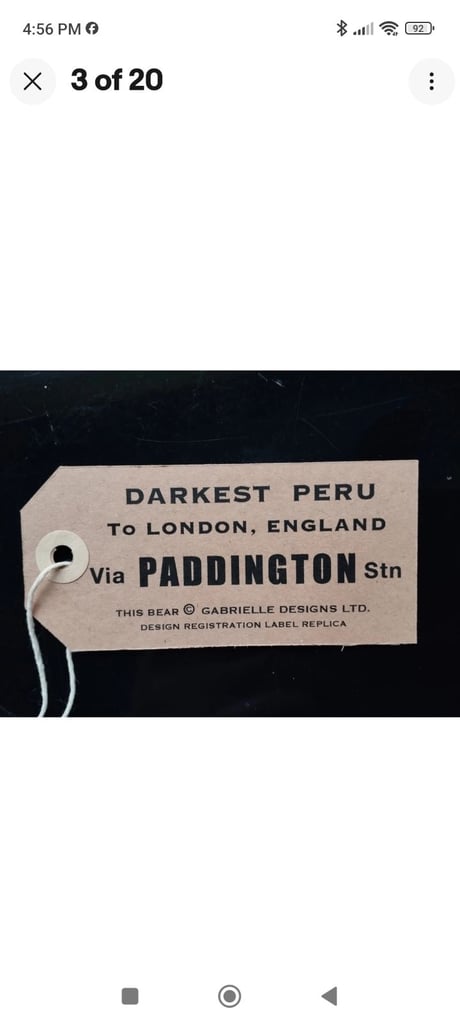 4:56 PM
92
3 of 20
DARKEST PERU
To LONDON, ENGLAND
Via PADDINGTON Stn
THIS BEAR © GABRIELLE DESIGNS LTD.
DESIGN REGISTRATION LABEL REPLICA